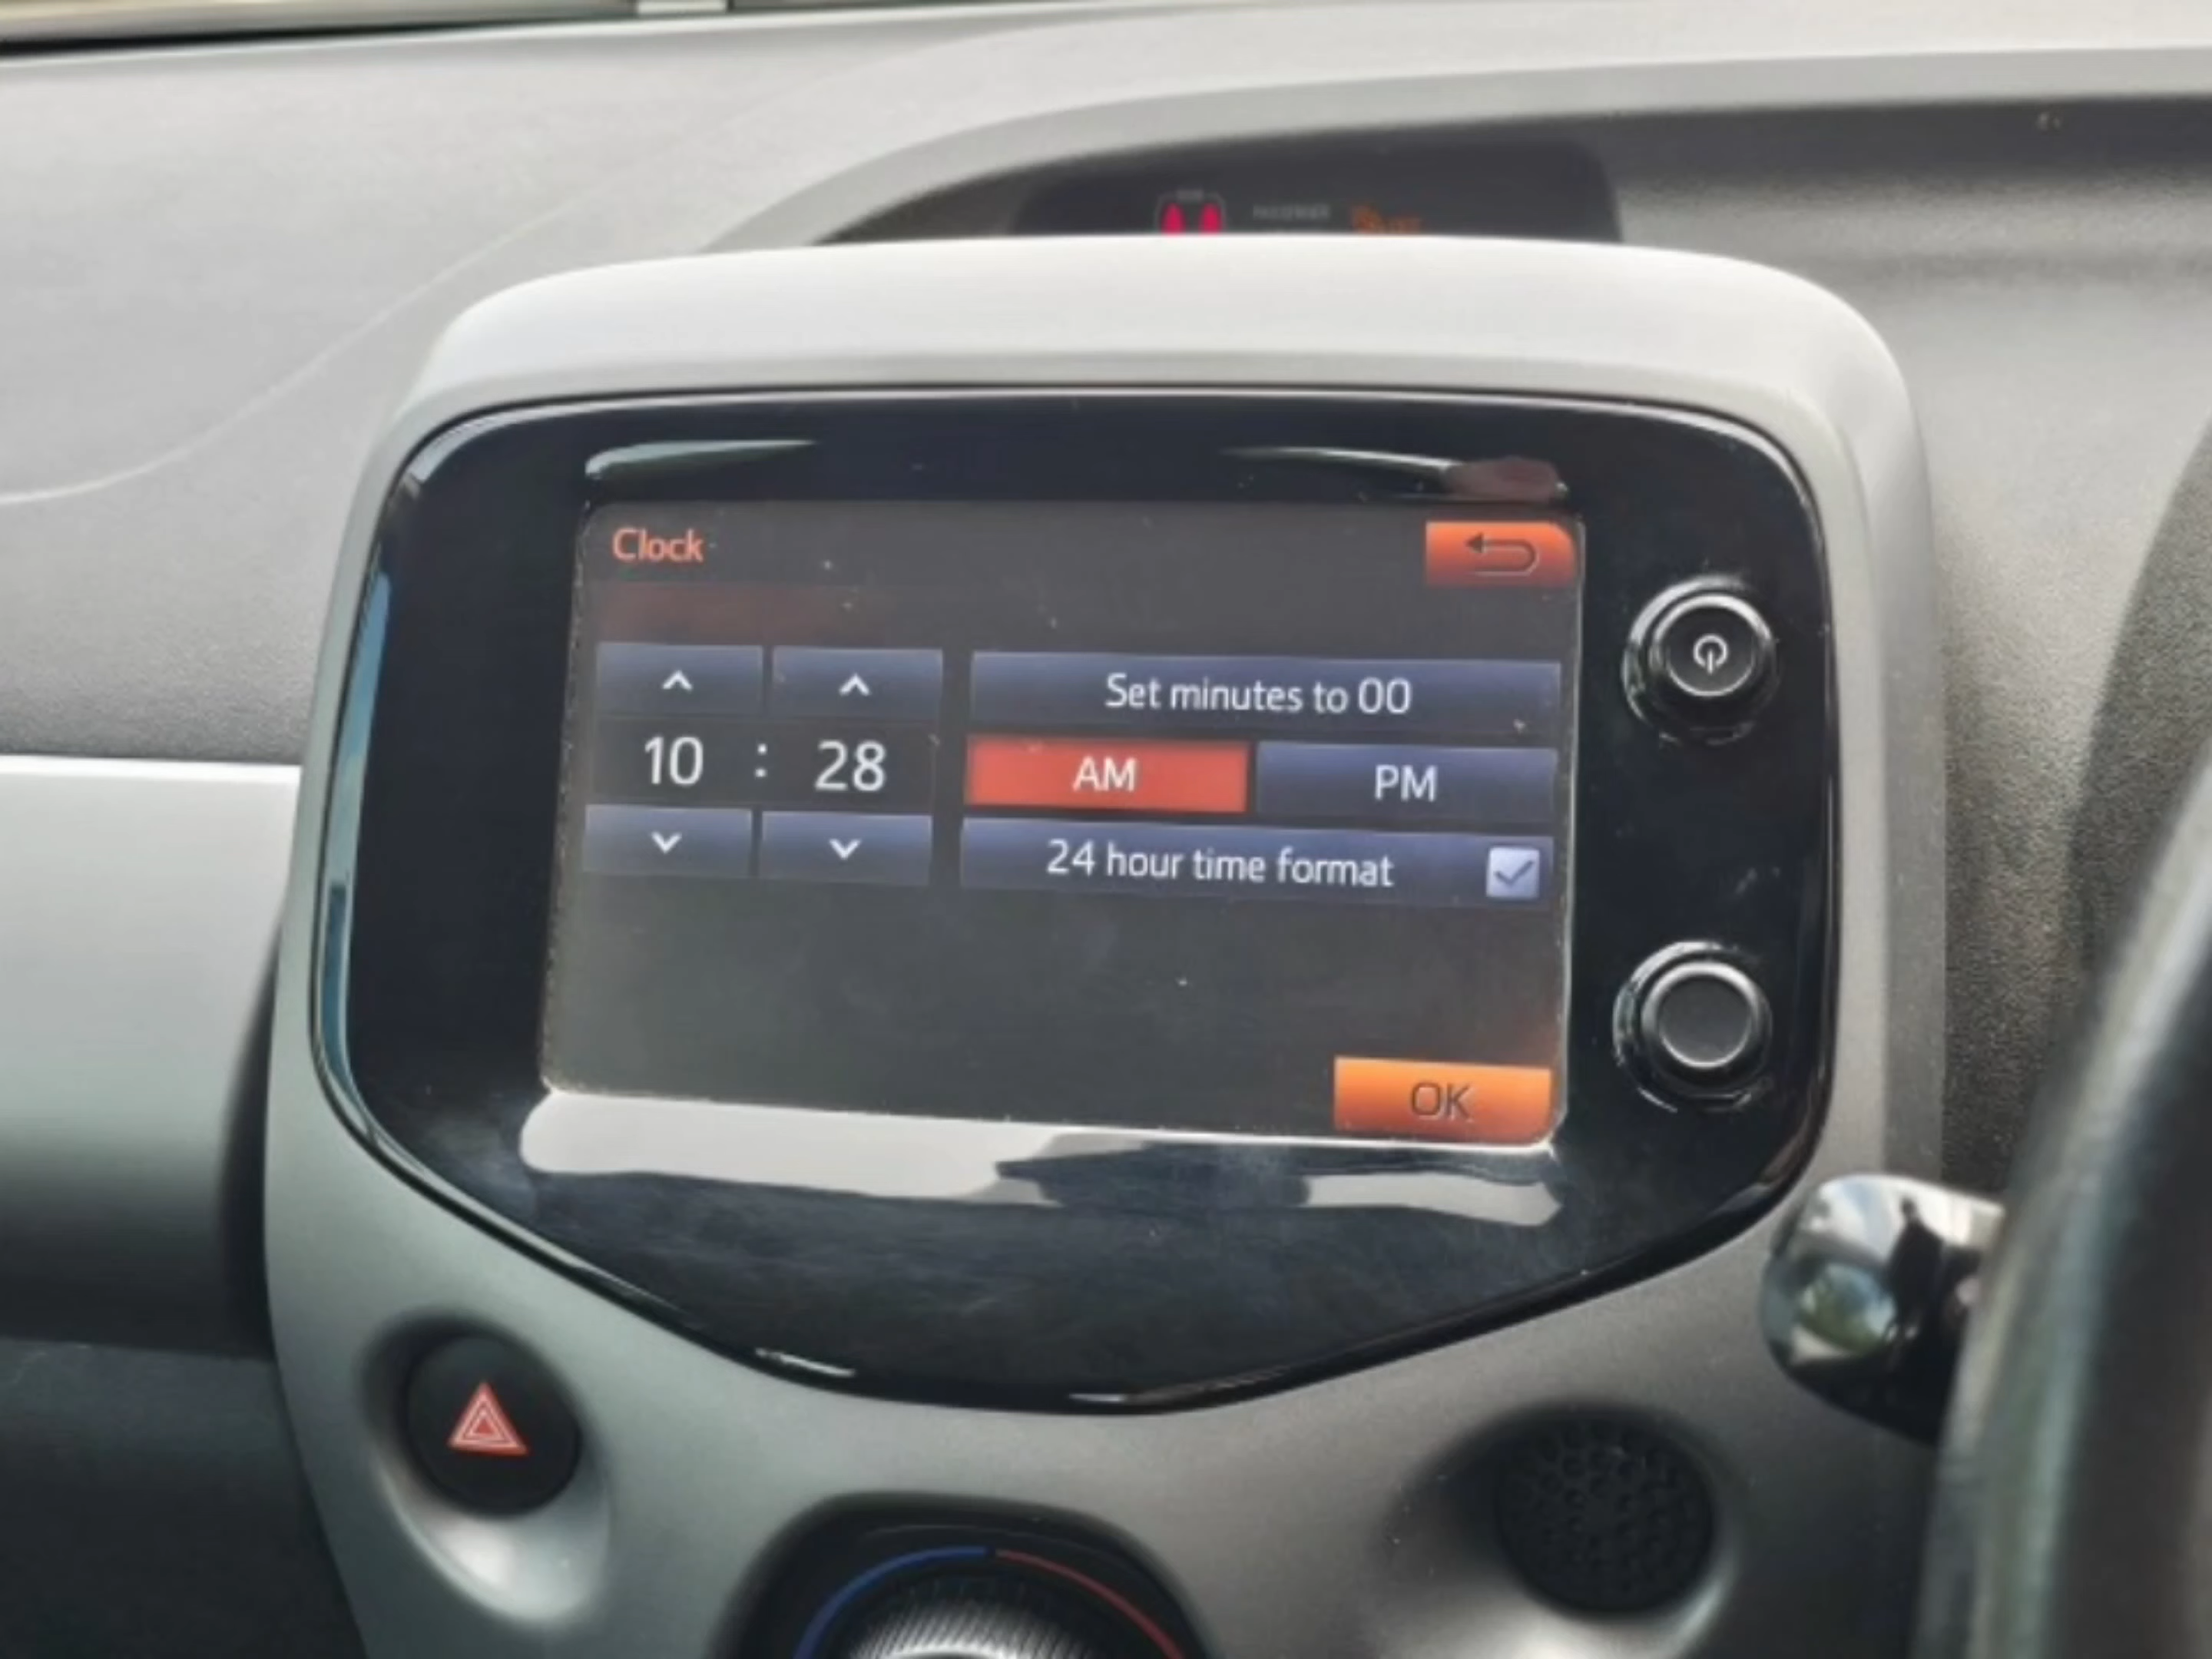 Clock
10 : 28
Set minutes to 00
AM PM
24 hour time format
OK